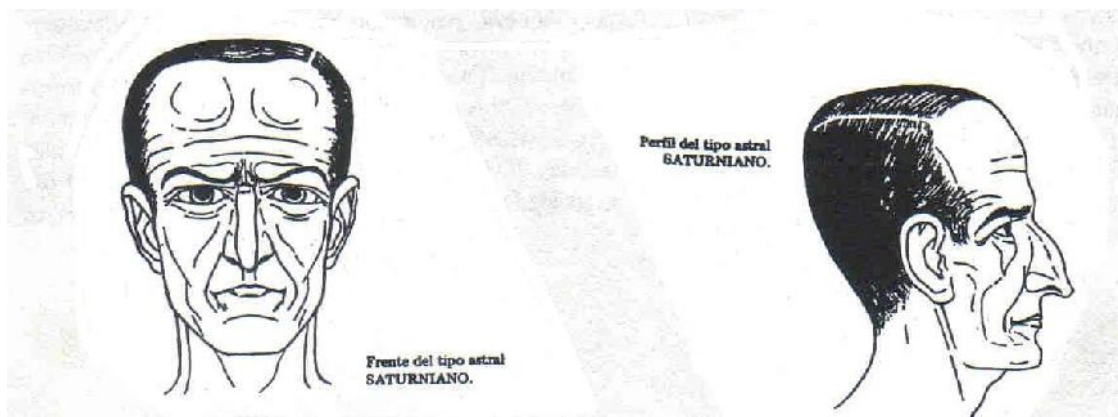 Frente del tipo astral
SATURNIANO.
Perfil del tipo astral
SATURNIANO.